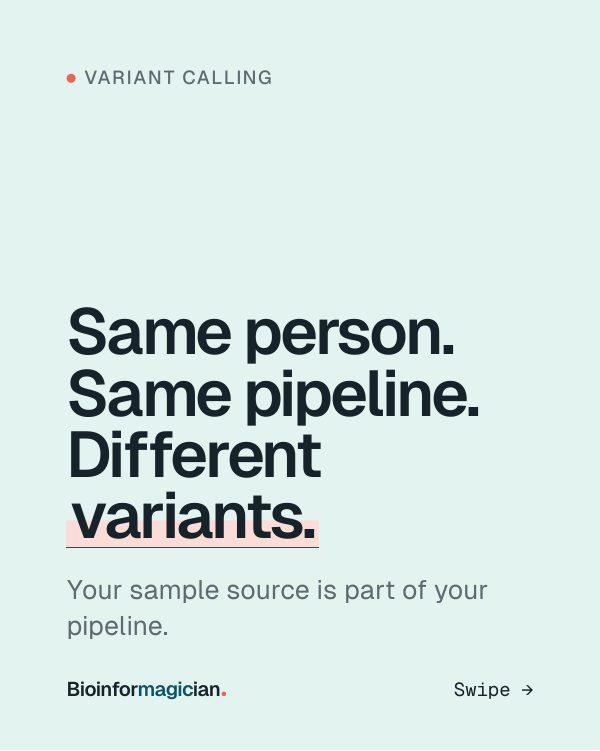 VARIANT CALLING
Same person.
Same pipeline.
Different
variants.
Your sample source is part of your
pipeline.
Bioinformagician.
Swipe →